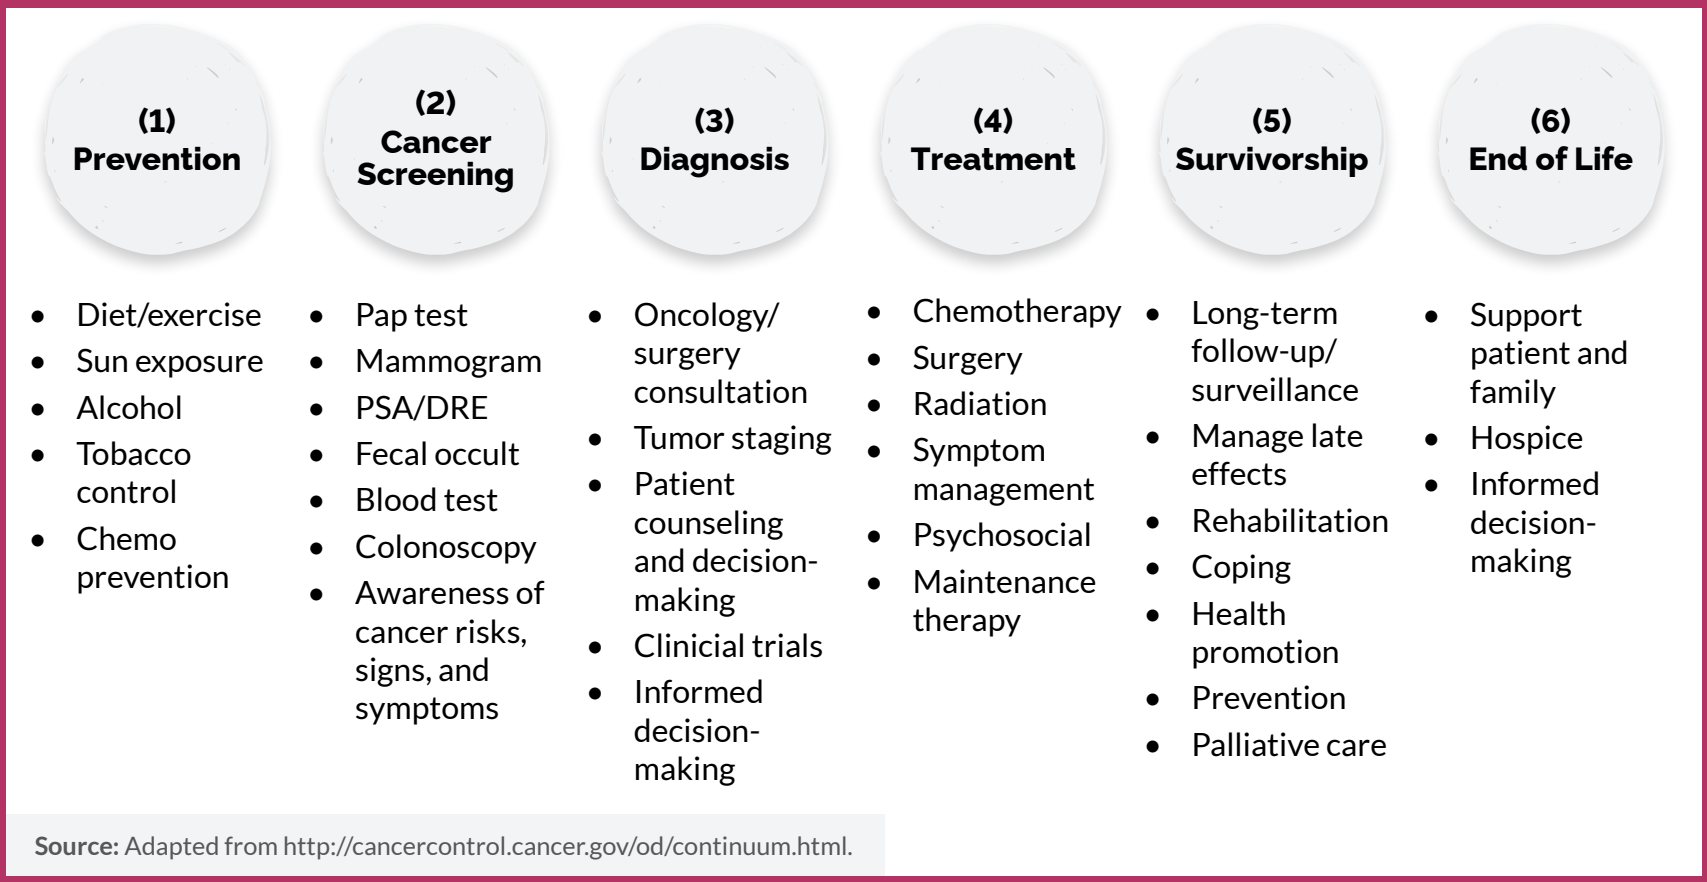 (1)
Prevention
• Diet/exercise
• Sun exposure
• Alcohol
• Tobacco
control
• Chemo
prevention
(2)
Cancer
Screening
• Pap test
• Mammogram
• PSA/DRE
• Fecal occult
• Blood test
• Colonoscopy
• Awareness of
cancer risks,
signs, and
symptoms
(3)
Diagnosis
• Oncology/
surgery
consultation
• Tumor staging
• Patient
counseling
and decision-
making
• Clinicial trials
• Informed
decision-
making
(4)
Treatment
• Chemotherapy
• Surgery
• Radiation
• Symptom
management
• Psychosocial
• Maintenance
therapy
(5)
Survivorship
• Long-term
follow-up/
surveillance
• Manage late
effects
• Rehabilitation
• Coping
• Health
promotion
• Prevention
• Palliative care
(6)
End of Life
• Support
patient and
family
• Hospice
• Informed
decision-
making
Source: Adapted from http://cancercontrol.cancer.gov/od/continuum.html.